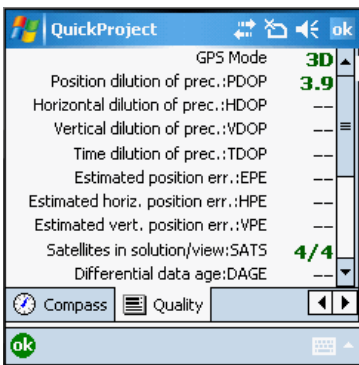 QuickProject ok
GPS Mode 3D
Position dilution of prec.:PDOP 3.9
Horizontal dilution of prec.:HDOP --
Vertical dilution of prec.:VDOP --
Time dilution of prec.:TDOP --
Estimated position err.:EPE --
Estimated horiz. position err.:HPE --
Estimated vert. position err.:VPE --
Satellites in solution/view:SATS 4/4
Differential data age:DAGE --
Compass Quality
ok